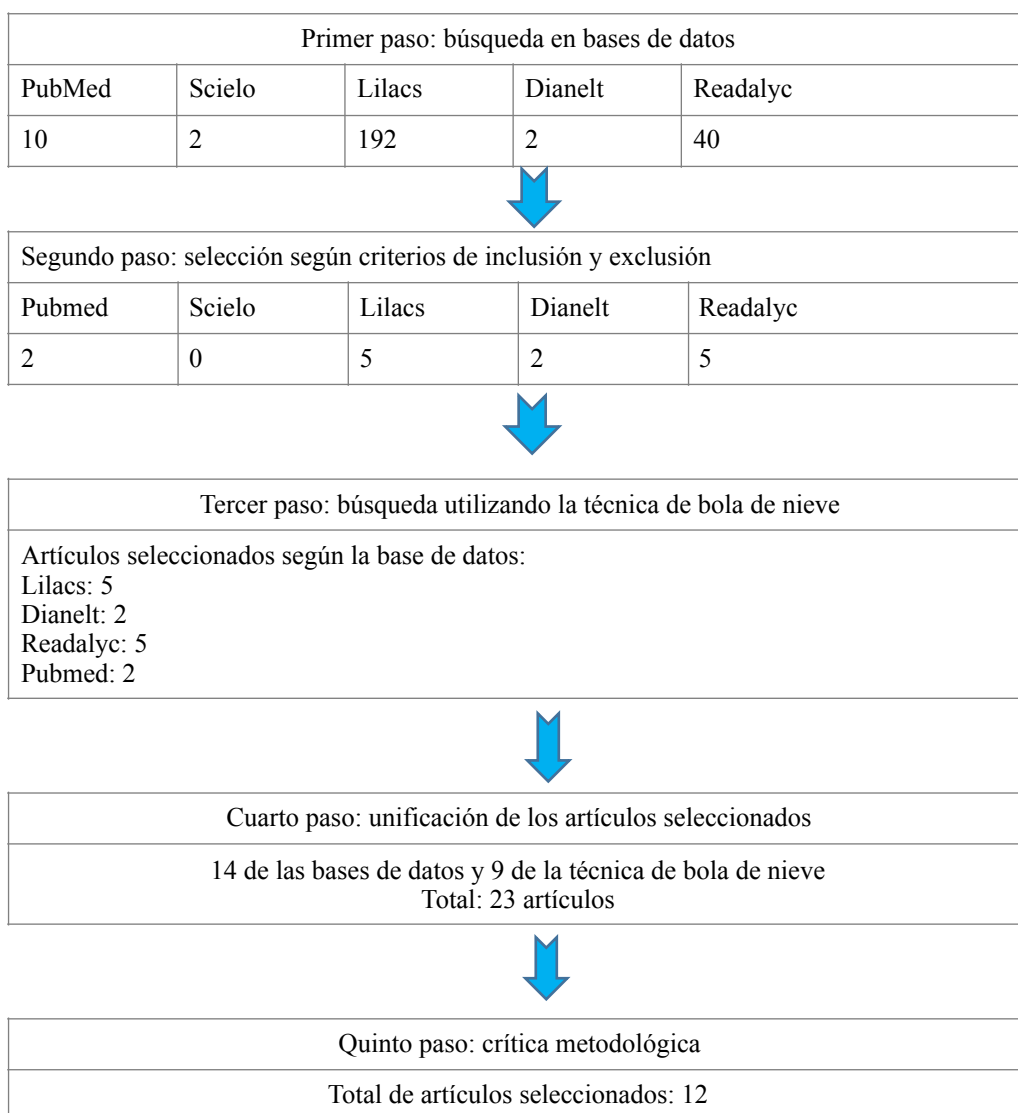 Primer paso: búsqueda en bases de datos
PubMed Scielo Lilacs Dianelt Readalyc
10 2 192 2 40
Segundo paso: selección según criterios de inclusión y exclusión
Pubmed Scielo Lilacs Dianelt Readalyc
2 0 5 2 5
Tercer paso: búsqueda utilizando la técnica de bola de nieve
Artículos seleccionados según la base de datos:
Lilacs: 5
Dianelt: 2
Readalyc: 5
Pubmed: 2
Cuarto paso: unificación de los artículos seleccionados
14 de las bases de datos y 9 de la técnica de bola de nieve
Total: 23 artículos
Quinto paso: crítica metodológica
Total de artículos seleccionados: 12